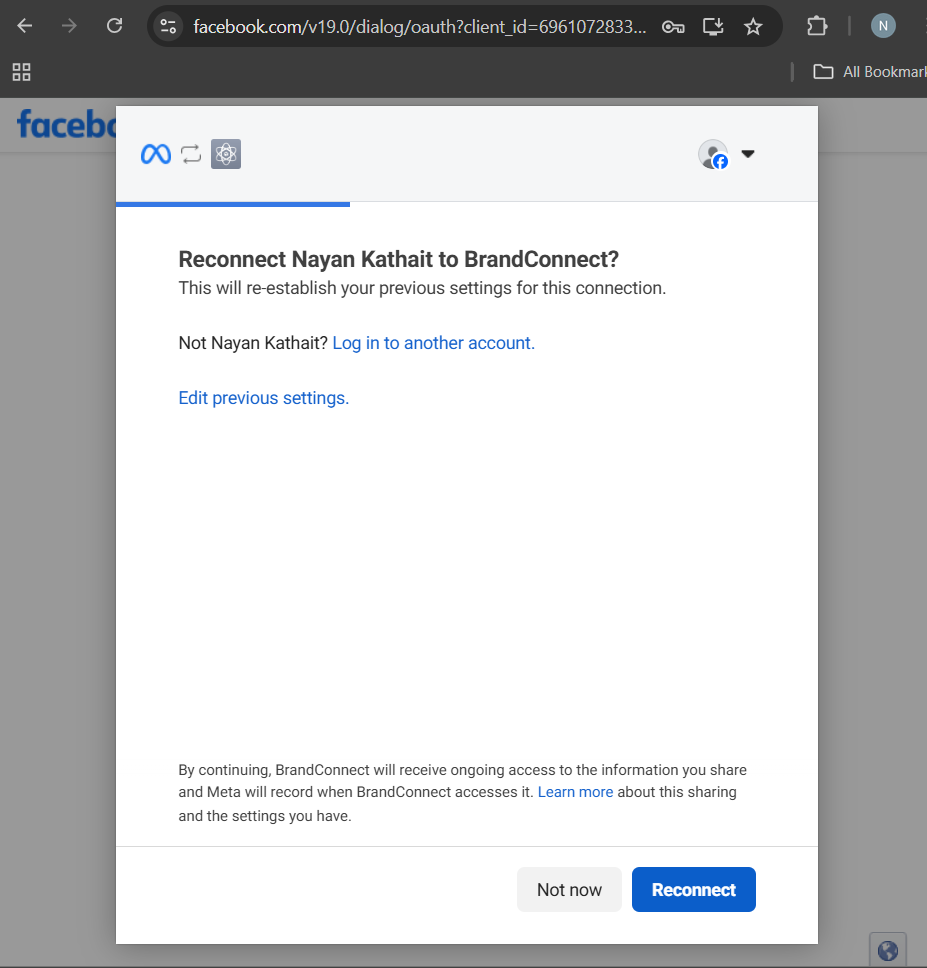 facebook.com/v19.0/dialog/oauth?client_id=6961072833...
N
All Bookmar
facebo
Reconnect Nayan Kathait to BrandConnect?
This will re-establish your previous settings for this connection.
Not Nayan Kathait? Log in to another account.
Edit previous settings.
By continuing, BrandConnect will receive ongoing access to the information you share
and Meta will record when BrandConnect accesses it. Learn more about this sharing
and the settings you have.
Not now
Reconnect